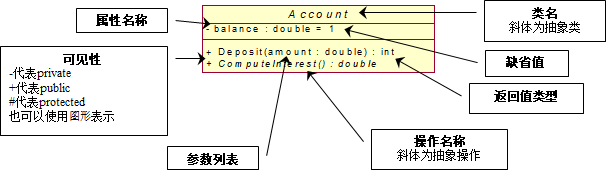 属性名称
Account
- balance : double = 1
+ Deposit(amount : double) : int
+ ComputeInterest() : double
类名
斜体为抽象类
缺省值
可见性
-代表private
+代表public
#代表protected
也可以使用图形表示
返回值类型
参数列表
操作名称
斜体为抽象操作